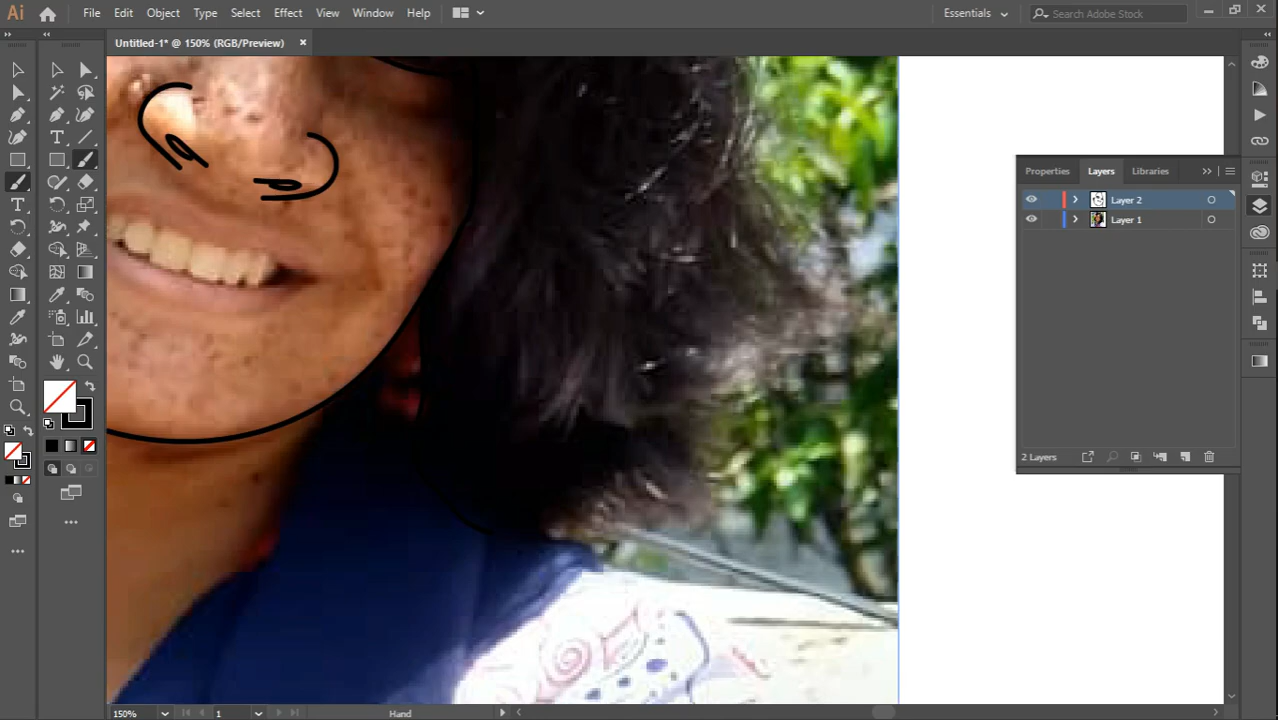 Ai File Edit Object Type Select Effect View Window Help Essentials Search Adobe Stock
Untitled-1* @ 150% (RGB/Preview) ×
Properties Layers Libraries
Layer 2
Layer 1
2 Layers
150% 1 Hand